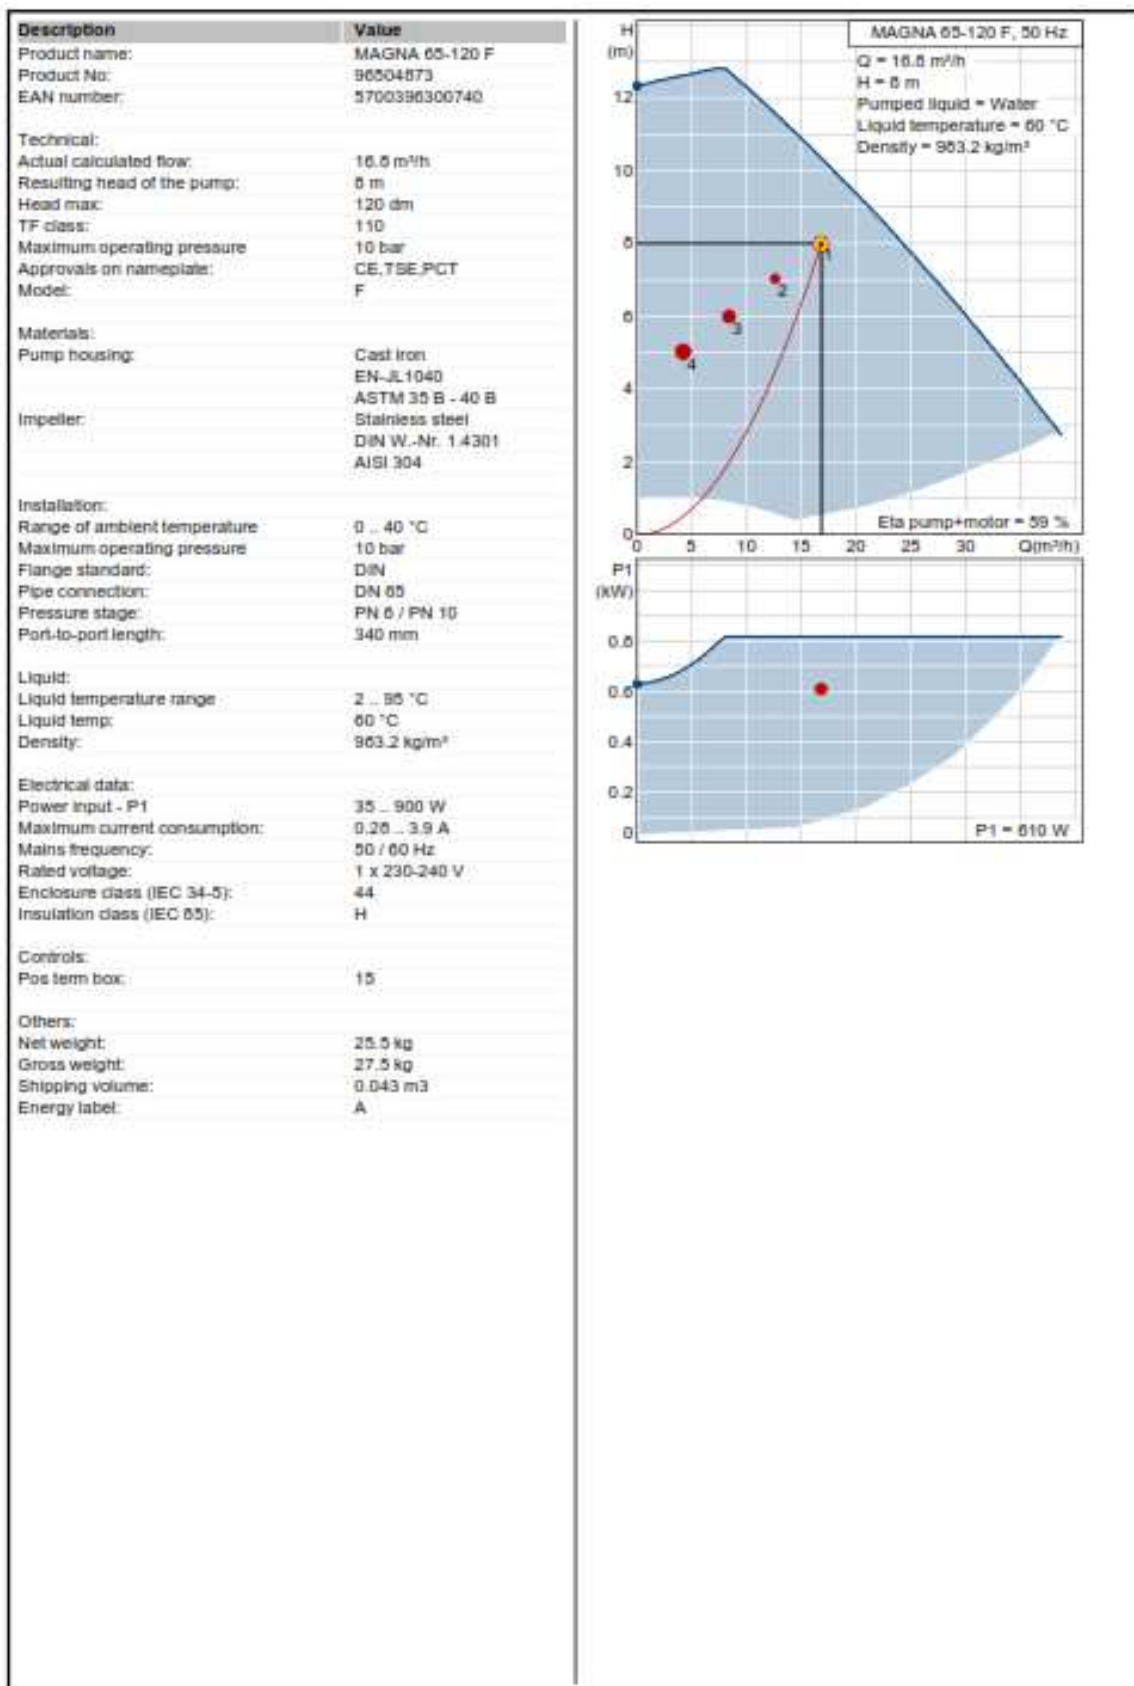 Description Value
Product name: MAGNA 65-120 F
Product No: 96504873
EAN number: 5700396300740
Technical:
Actual calculated flow: 16.8 m³/h
Resulting head of the pump: 8 m
Head max: 120 dm
TF class: 110
Maximum operating pressure 10 bar
Approvals on nameplate: CE,TSE,PCT
Model: F
Materials:
Pump housing: Cast iron
EN-JL1040
ASTM 35 B - 40 B
Impeller: Stainless steel
DIN W.-Nr. 1.4301
AISI 304
Installation:
Range of ambient temperature 0 .. 40 °C
Maximum operating pressure 10 bar
Flange standard: DIN
Pipe connection: DN 65
Pressure stage: PN 6 / PN 10
Port-to-port length: 340 mm
Liquid:
Liquid temperature range 2 .. 95 °C
Liquid temp: 60 °C
Density: 983.2 kg/m³
Electrical data:
Power input - P1 35 .. 900 W
Maximum current consumption: 0.28 .. 3.9 A
Mains frequency: 50 / 60 Hz
Rated voltage: 1 x 230-240 V
Enclosure class (IEC 34-5): 44
Insulation class (IEC 85): H
Controls:
Pos term box: 15
Others:
Net weight: 25.5 kg
Gross weight: 27.5 kg
Shipping volume: 0.043 m3
Energy label: A
H
(m)
MAGNA 65-120 F, 50 Hz
Q = 16.8 m³/h
H = 8 m
Pumped liquid = Water
Liquid temperature = 60 °C
Density = 983.2 kg/m³
12
10
8
6
4
2
0
1
2
3
4
Eta pump+motor = 59 %
0 5 10 15 20 25 30 Q(m³/h)
P1
(kW)
0.8
0.6
0.4
0.2
0
P1 = 610 W